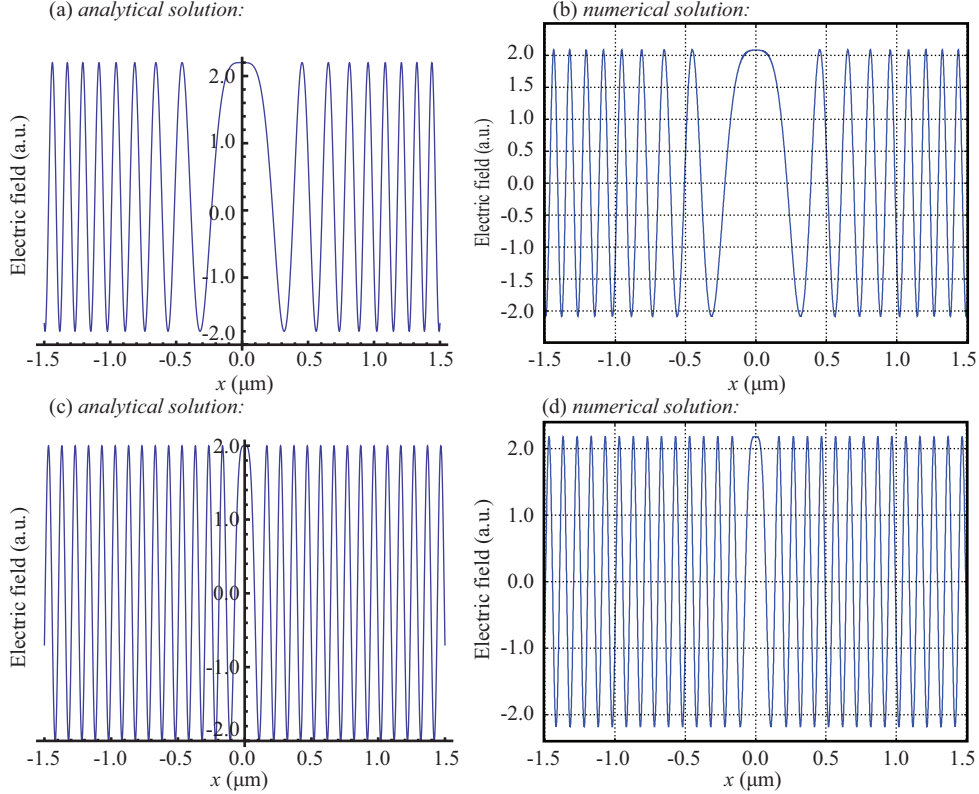 (a) analytical solution:
Electric field (a.u.)
2.0
1.0
0.0
-1.0
-2.0
-1.5 -1.0 -0.5 0.0 0.5 1.0 1.5
x (μm)
(b) numerical solution:
Electric field (a.u.)
2.0
1.5
1.0
0.5
0.0
-0.5
-1.0
-1.5
-2.0
-1.5 -1.0 -0.5 0.0 0.5 1.0 1.5
x (μm)
(c) analytical solution:
Electric field (a.u.)
2.0
1.0
0.0
-1.0
-2.0
-1.5 -1.0 -0.5 0.0 0.5 1.0 1.5
x (μm)
(d) numerical solution:
Electric field (a.u.)
2.0
1.0
0.0
-1.0
-2.0
-1.5 -1.0 -0.5 0.0 0.5 1.0 1.5
x (μm)